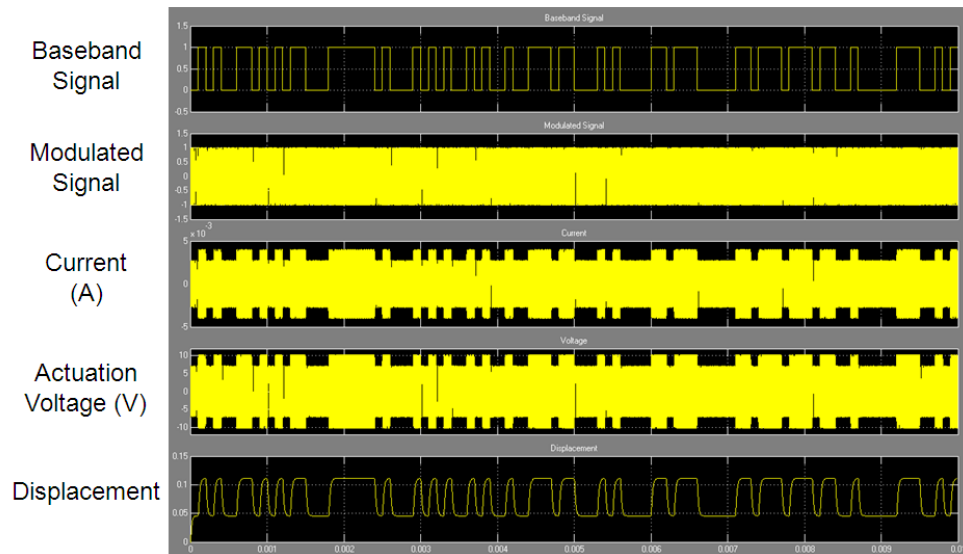 Baseband Signal
Baseband
Signal
1.5
1
0.5
0
-0.5
Modulated Signal
Modulated
Signal
1.5
1
0.5
0
-0.5
-1
-1.5
x 10⁻³
Current
Current
(A)
5
0
-5
Voltage
Actuation
Voltage (V)
10
5
0
-5
-10
Displacement
Displacement
0.15
0.1
0.05
0
0 0.001 0.002 0.003 0.004 0.005 0.006 0.007 0.008 0.009 0.0